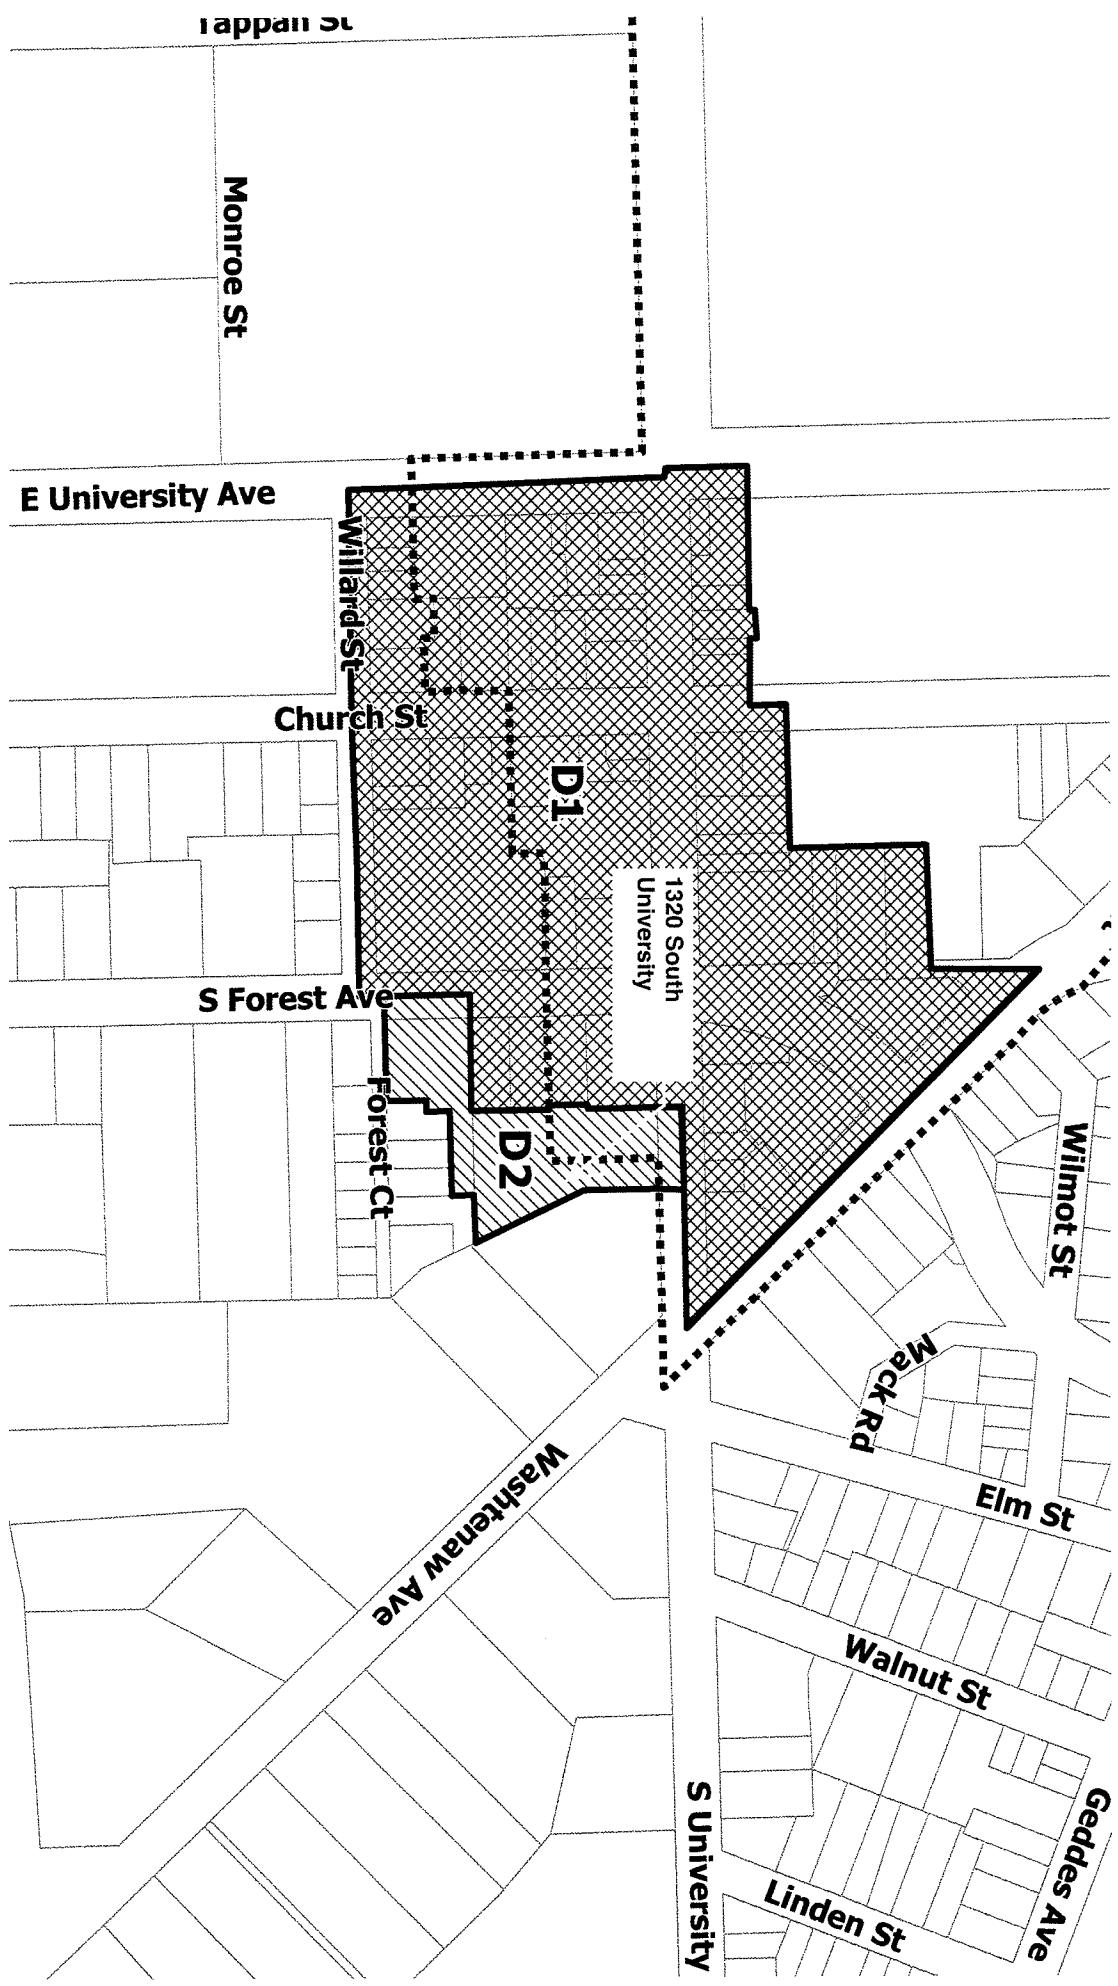 Tappan St
Monroe St
E University Ave
Willard St
Church St
D1
1320 South
University
S Forest Ave
Forest Ct
D2
Wilmot St
Mack Rd
Elm St
Washtenaw Ave
Walnut St
S University
Geddes Ave
Linden St